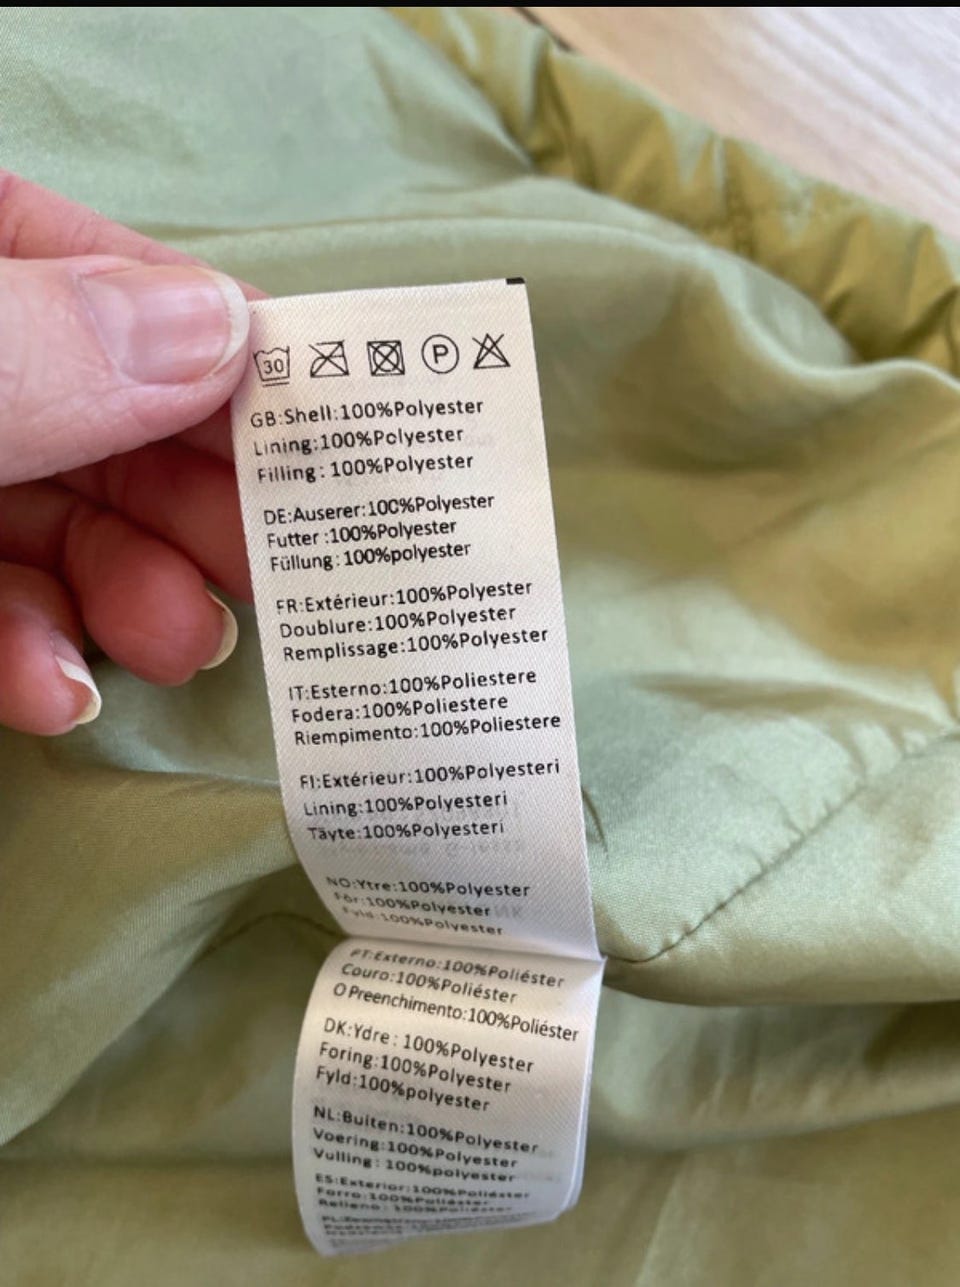 30 P
GB:Shell:100%Polyester
Lining:100%Polyester
Filling: 100%Polyester
DE:Auserer:100%Polyester
Futter :100%Polyester
Füllung:100%polyester
FR:Extérieur:100%Polyester
Doublure:100%Polyester
Remplissage:100%Polyester
IT:Esterno:100%Poliestere
Fodera:100%Poliestere
Riempimento:100%Poliestere
FI:Extérieur:100%Polyesteri
Lining:100%Polyesteri
Täyte:100%Polyesteri
NO:Ytre:100%Polyester
Fôr:100%Polyester
Fyld:100%Polyester
PT:Externo:100%Poliéster
Couro:100%Poliéster
O Preenchimento:100%Poliéster
DK:Ydre: 100%Polyester
Foring:100%Polyester
Fyld:100%polyester
NL:Buiten:100%Polyester
Voering:100%Polyester
Vulling: 100%polyester
ES:Exterior:100%Poliéster
Forro:100%Poliéster
Relleno: 100%Poliéster